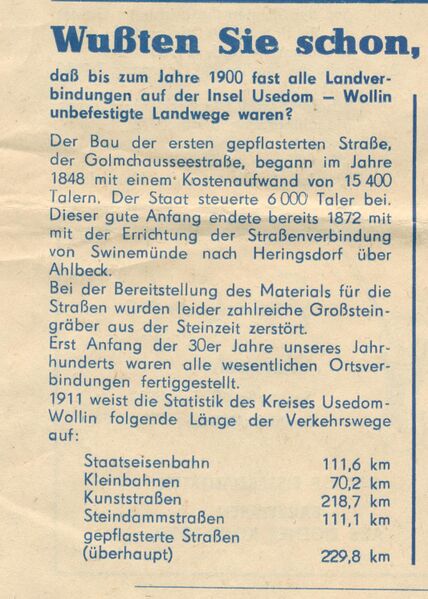 Wußten Sie schon,
daß bis zum Jahre 1900 fast alle Landver-
bindungen auf der Insel Usedom — Wollin
unbefestigte Landwege waren?
Der Bau der ersten gepflasterten Straße,
der Golmchausseestraße, begann im Jahre
1848 mit einem Kostenaufwand von 15 400
Talern. Der Staat steuerte 6 000 Taler bei.
Dieser gute Anfang endete bereits 1872 mit
mit der Errichtung der Straßenverbindung
von Swinemünde nach Heringsdorf über
Ahlbeck.
Bei der Bereitstellung des Materials für die
Straßen wurden leider zahlreiche Großstein-
gräber aus der Steinzeit zerstört.
Erst Anfang der 30er Jahre unseres Jahr-
hunderts waren alle wesentlichen Ortsver-
bindungen fertiggestellt.
1911 weist die Statistik des Kreises Usedom-
Wollin folgende Länge der Verkehrswege
auf:
Staatseisenbahn 111,6 km
Kleinbahnen 70,2 km
Kunststraßen 218,7 km
Steindammstraßen 111,1 km
gepflasterte Straßen
(überhaupt) 229,8 km